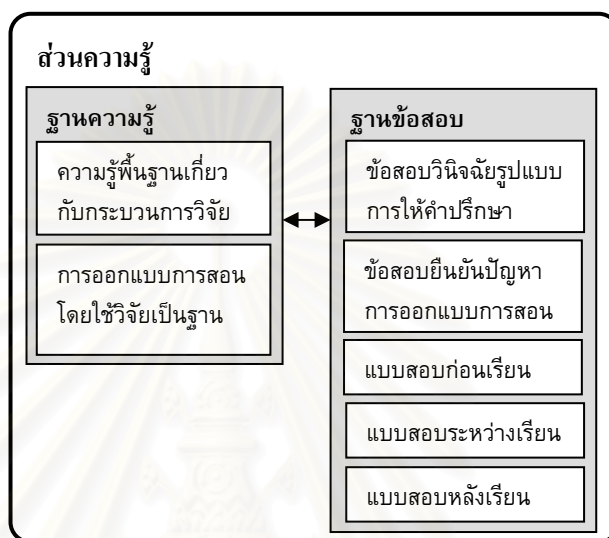 ส่วนความรู้
ฐานความรู้
ความรู้พื้นฐานเกี่ยว
กับกระบวนการวิจัย
การออกแบบการสอน
โดยใช้วิจัยเป็นฐาน
ฐานข้อสอบ
ข้อสอบวินิจฉัยรูปแบบ
การให้คำปรึกษา
ข้อสอบยืนยันปัญหา
การออกแบบการสอน
แบบสอบก่อนเรียน
แบบสอบระหว่างเรียน
แบบสอบหลังเรียน